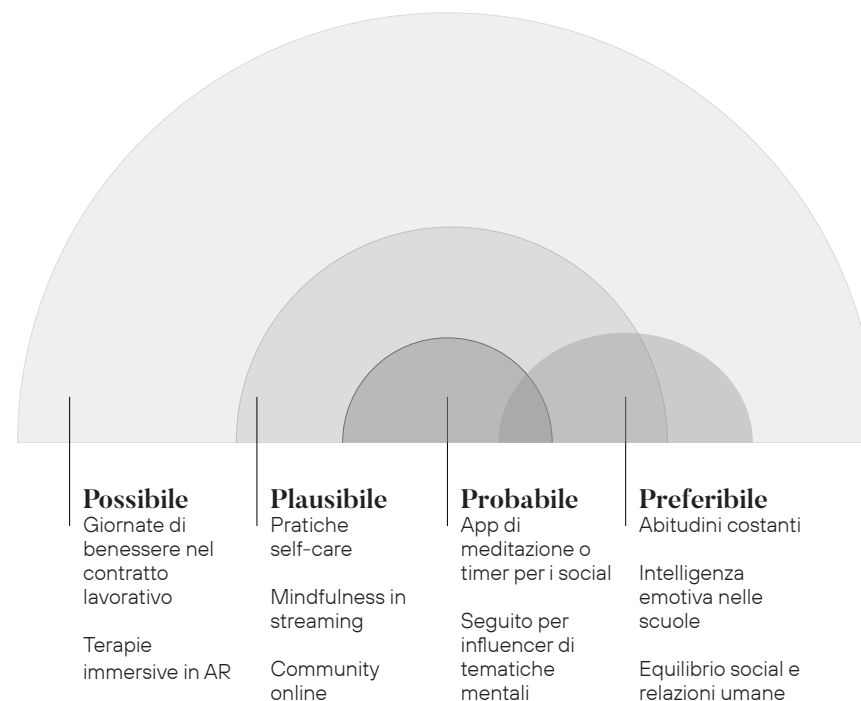 Possibile
Giornate di
benessere nel
contratto
lavorativo
Terapie
immersive in AR
Plausibile
Pratiche
self-care
Mindfulness in
streaming
Community
online
Probabile
App di
meditazione o
timer per i social
Seguito per
influencer di
tematiche
mentali
Preferibile
Abitudini costanti
Intelligenza
emotiva nelle
scuole
Equilibrio social e
relazioni umane